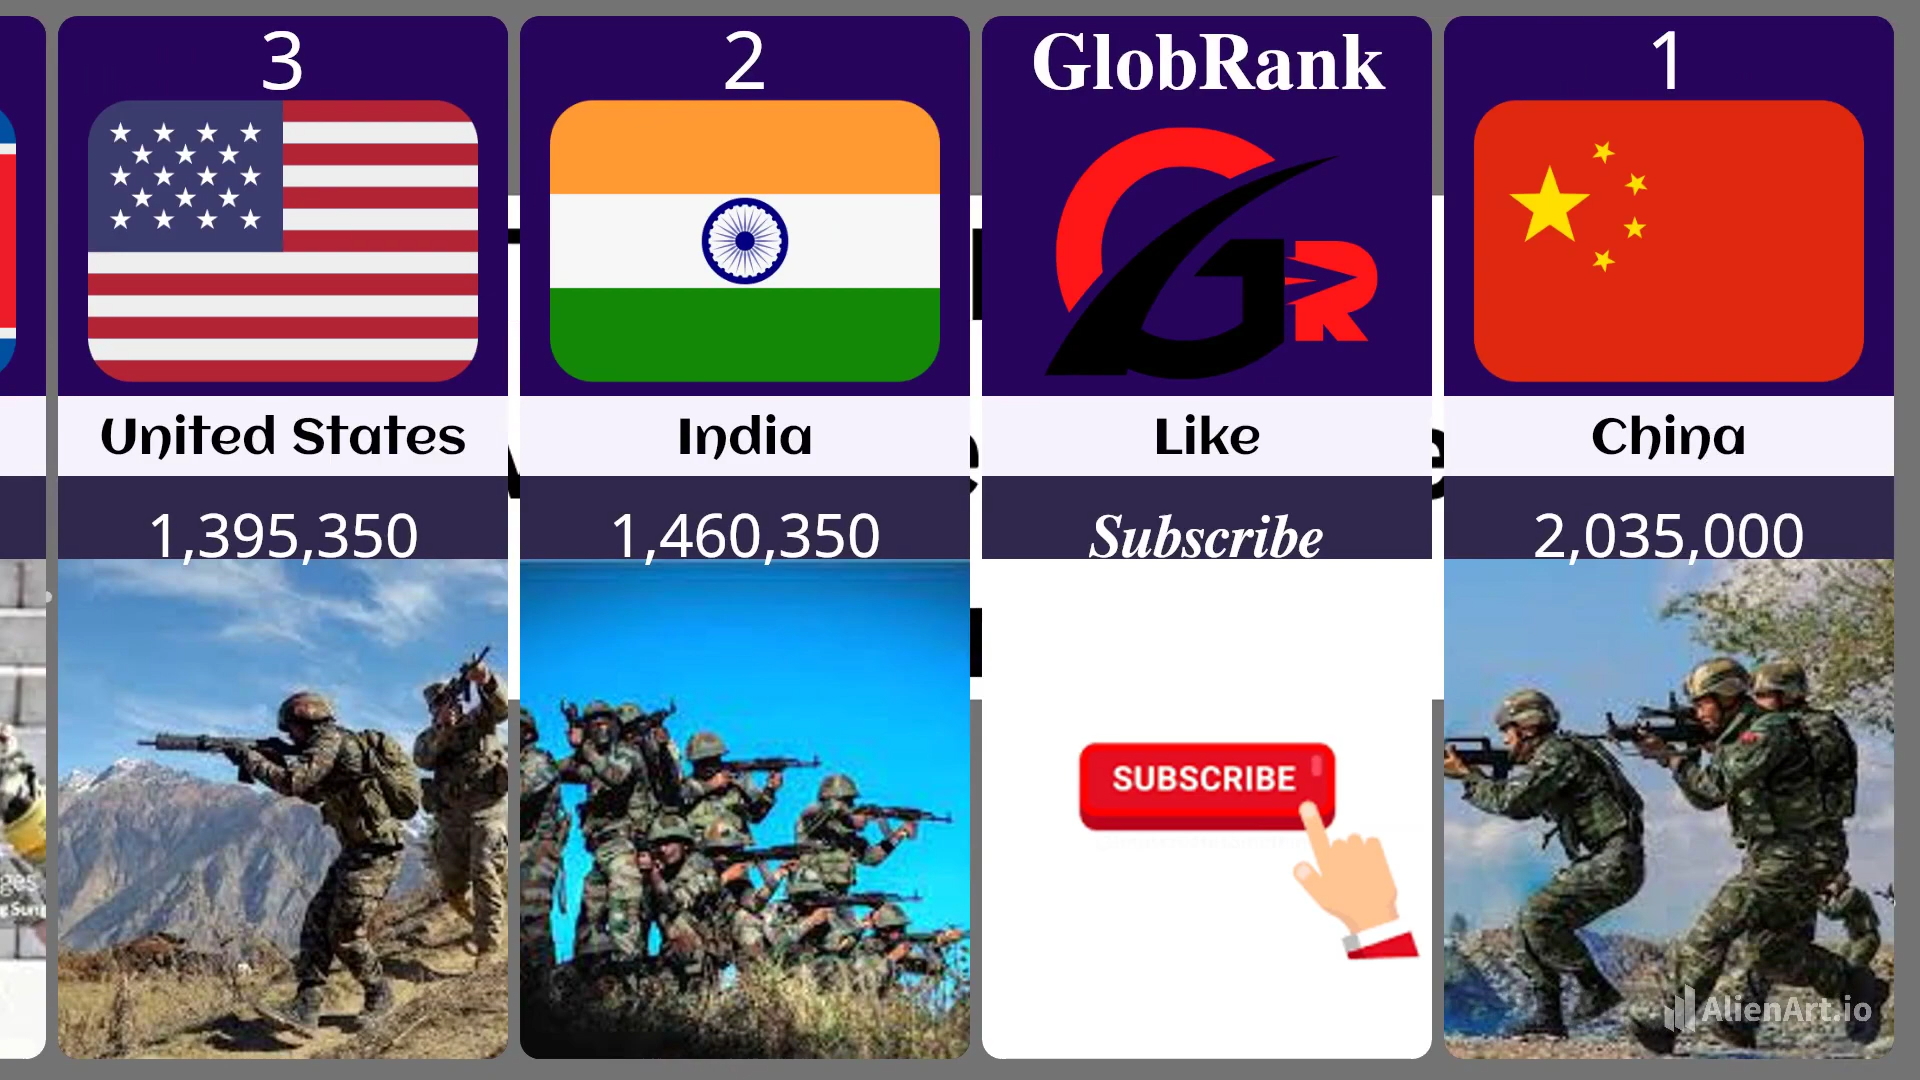 3
United States
1,395,350
2
India
1,460,350
GlobRank
GR
Like
Subscribe
SUBSCRIBE
1
China
2,035,000
AlienArt.io